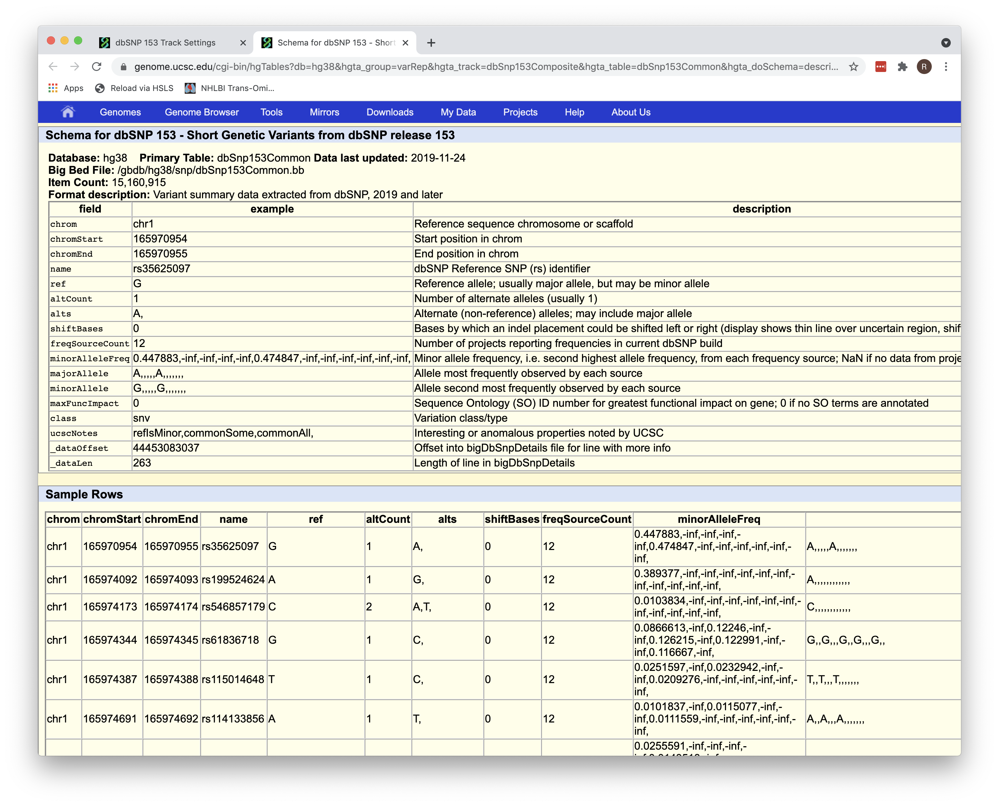 dbSNP 153 Track Settings
Schema for dbSNP 153 - Short
genome.ucsc.edu/cgi-bin/hgTables?db=hg38&hgta_group=varRep&hgta_track=dbSnp153Composite&hgta_table=dbSnp153Common&hgta_doSchema=descri...
R
Apps Reload via HSLS NHLBI Trans-Omi...
Genomes Genome Browser Tools Mirrors Downloads My Data Projects Help About Us
Schema for dbSNP 153 - Short Genetic Variants from dbSNP release 153
Database: hg38 Primary Table: dbSnp153Common Data last updated: 2019-11-24
Big Bed File: /gbdb/hg38/snp/dbSnp153Common.bb
Item Count: 15,160,915
Format description: Variant summary data extracted from dbSNP, 2019 and later
field example description
chrom chr1 Reference sequence chromosome or scaffold
chromStart 165970954 Start position in chrom
chromEnd 165970955 End position in chrom
name rs35625097 dbSNP Reference SNP (rs) identifier
ref G Reference allele; usually major allele, but may be minor allele
altCount 1 Number of alternate alleles (usually 1)
alts A, Alternate (non-reference) alleles; may include major allele
shiftBases 0 Bases by which an indel placement could be shifted left or right (display shows thin line over uncertain region, shif
freqSourceCount 12 Number of projects reporting frequencies in current dbSNP build
minorAlleleFreq 0.447883,-inf,-inf,-inf,-inf,0.474847,-inf,-inf,-inf,-inf,-inf,-inf, Minor allele frequency, i.e. second highest allele frequency, from each frequency source; NaN if no data from proje
majorAllele A,,,,,A,,,,,,, Allele most frequently observed by each source
minorAllele G,,,,,G,,,,,,, Allele second most frequently observed by each source
maxFuncImpact 0 Sequence Ontology (SO) ID number for greatest functional impact on gene; 0 if no SO terms are annotated
class snv Variation class/type
ucscNotes refIsMinor,commonSome,commonAll, Interesting or anomalous properties noted by UCSC
_dataOffset 44453083037 Offset into bigDbSnpDetails file for line with more info
_dataLen 263 Length of line in bigDbSnpDetails
Sample Rows
chrom chromStart chromEnd name ref altCount alts shiftBases freqSourceCount minorAlleleFreq
0.447883,-inf,-inf,-inf,-
chr1 165970954 165970955 rs35625097 G 1 A, 0 12 inf,0.474847,-inf,-inf,-inf,-inf,-inf,- A,,,,,A,,,,,,,
inf,
0.389377,-inf,-inf,-inf,-inf,-inf,-inf,-
chr1 165974092 165974093 rs199524624 A 1 G, 0 12 inf,-inf,-inf,-inf,-inf, A,,,,,,,,,,,,
0.0103834,-inf,-inf,-inf,-inf,-inf,-inf,-
chr1 165974173 165974174 rs546857179 C 2 A,T, 0 12 inf,-inf,-inf,-inf,-inf, C,,,,,,,,,,,,
0.0866613,-inf,0.12246,-inf,-
chr1 165974344 165974345 rs61836718 G 1 C, 0 12 inf,0.126215,-inf,0.122991,-inf,- G,,G,,,G,,G,,,G,,
inf,0.116667,-inf,
0.0251597,-inf,0.0232942,-inf,-
chr1 165974387 165974388 rs115014648 T 1 C, 0 12 inf,0.0209276,-inf,-inf,-inf,-inf,-inf,- T,,T,,,T,,,,,,,
inf,
0.0101837,-inf,0.0115077,-inf,-
chr1 165974691 165974692 rs114133856 A 1 T, 0 12 inf,0.0111559,-inf,-inf,-inf,-inf,-inf,- A,,A,,,A,,,,,,,
inf,
0.0255591,-inf,-inf,-inf,-